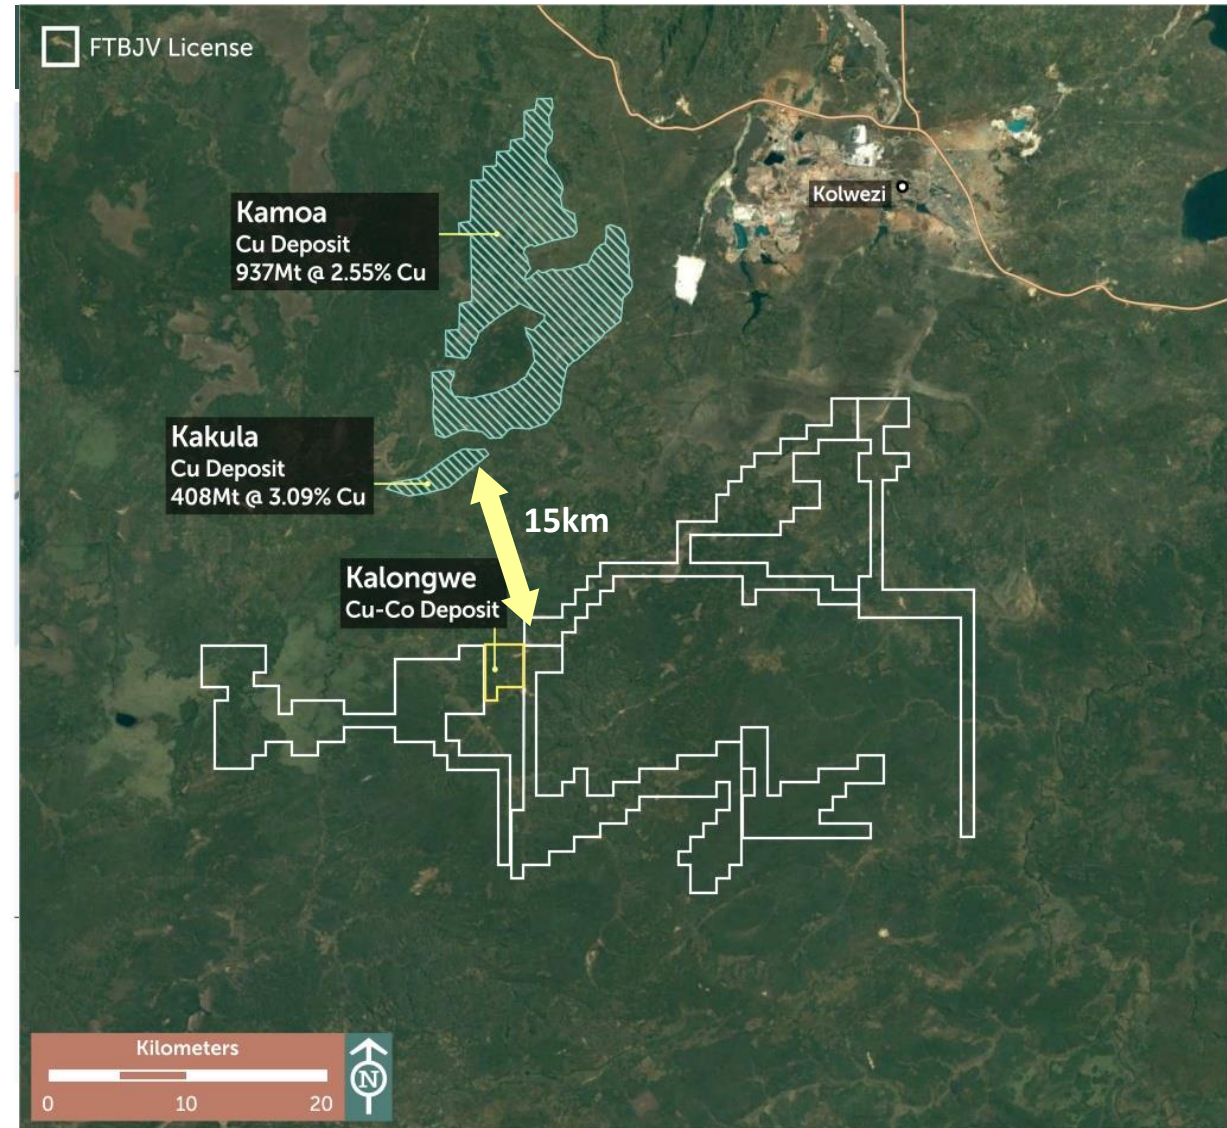 FTBJV License
Kolwezi
Kamoa
Cu Deposit
937Mt @ 2.55% Cu
Kakula
Cu Deposit
408Mt @ 3.09% Cu
15km
Kalongwe
Cu-Co Deposit
Kilometers
0 10 20
N